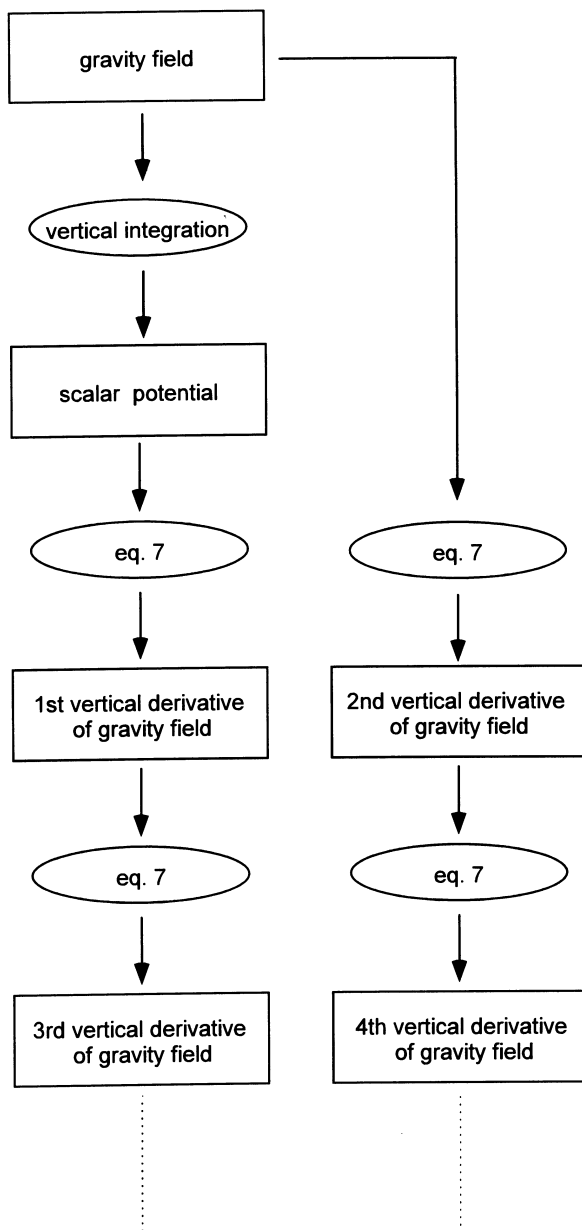 gravity field
vertical integration
scalar potential
eq. 7
eq. 7
1st vertical derivative
of gravity field
2nd vertical derivative
of gravity field
eq. 7
eq. 7
3rd vertical derivative
of gravity field
4th vertical derivative
of gravity field